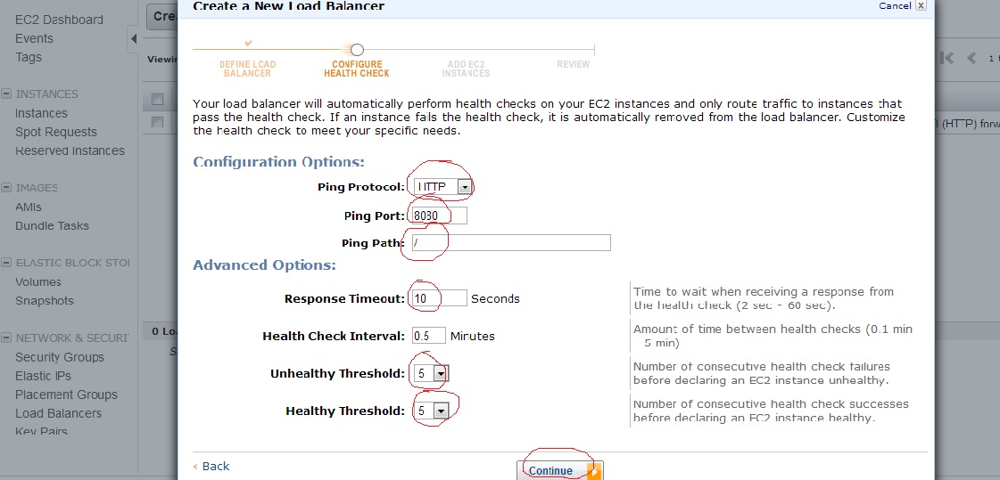 Create a New Load Balancer
Cancel x
EC2 Dashboard
Events
Tags
INSTANCES
Instances
Spot Requests
Reserved Instances
IMAGES
AMIs
Bundle Tasks
ELASTIC BLOCK STO
Volumes
Snapshots
NETWORK & SECURI
Security Groups
Elastic IPs
Placement Groups
Load Balancers
Key Pairs
Cre
Viewin
1
(HTTP) forw
0 Lo
DEFINE LOAD
BALANCER
CONFIGURE
HEALTH CHECK
ADD EC2
INSTANCES
REVIEW
Your load balancer will automatically perform health checks on your EC2 instances and only route traffic to instances that
pass the health check. If an instance fails the health check, it is automatically removed from the load balancer. Customize
the health check to meet your specific needs.
Configuration Options:
Ping Protocol: HTTP
Ping Port: 8080
Ping Path: /
Advanced Options:
Response Timeout: 10 Seconds
Time to wait when receiving a response from
the health check (2 sec - 60 sec).
Health Check Interval: 0.5 Minutes
Amount of time between health checks (0.1 min
- 5 min)
Unhealthy Threshold: 5
Number of consecutive health check failures
before declaring an EC2 instance unhealthy.
Healthy Threshold: 5
Number of consecutive health check successes
before declaring an EC2 instance healthy.
‹ Back
Continue